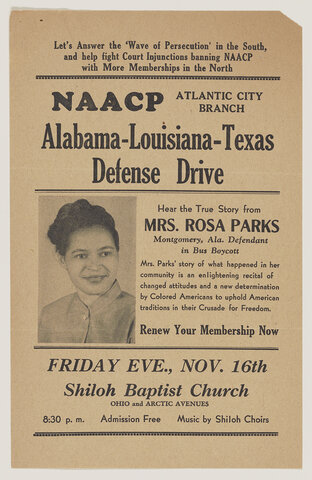 Let's Answer the 'Wave of Persecution' in the South,
and help fight Court Injunctions banning NAACP
with More Memberships in the North
NAACP ATLANTIC CITY BRANCH
Alabama-Louisiana-Texas
Defense Drive
Hear the True Story from
MRS. ROSA PARKS
Montgomery, Ala. Defendant
in Bus Boycott
Mrs. Parks' story of what happened in her
community is an enlightening recital of
changed attitudes and a new determination
by Colored Americans to uphold American
traditions in their Crusade for Freedom.
Renew Your Membership Now
FRIDAY EVE., NOV. 16th
Shiloh Baptist Church
OHIO and ARCTIC AVENUES
8:30 p. m. Admission Free Music by Shiloh Choirs